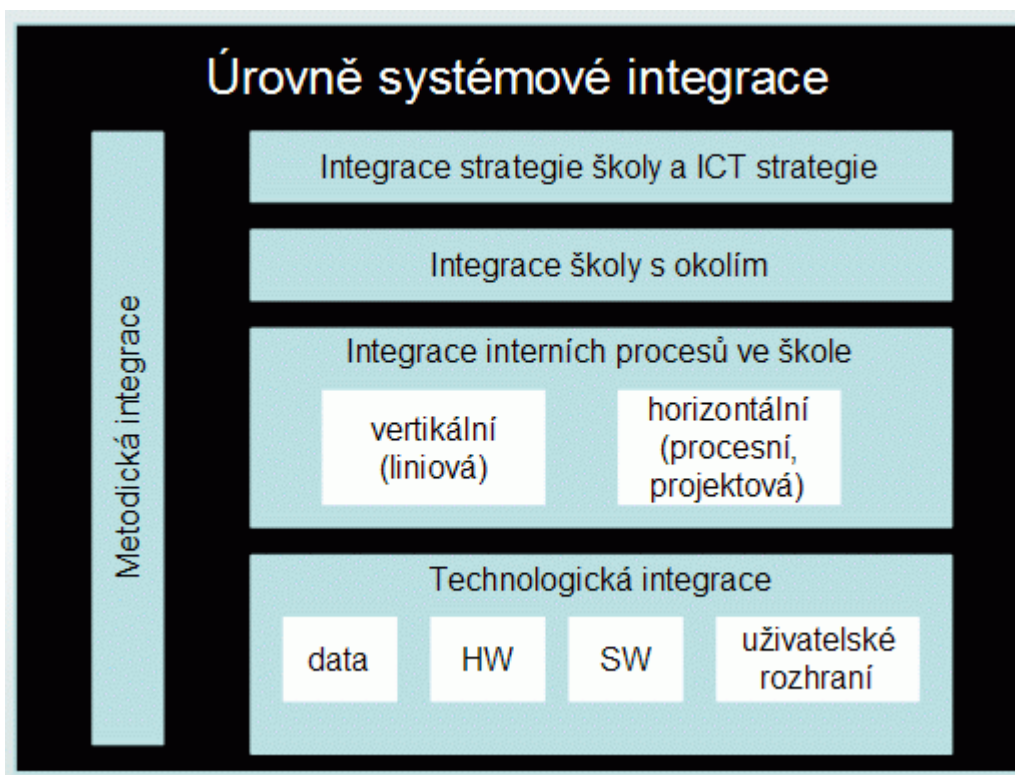 Úrovně systémové integrace
Metodická integrace
Integrace strategie školy a ICT strategie
Integrace školy s okolím
Integrace interních procesů ve škole
vertikální
(liniová)
horizontální
(procesní,
projektová)
Technologická integrace
data
HW
SW
uživatelské
rozhraní